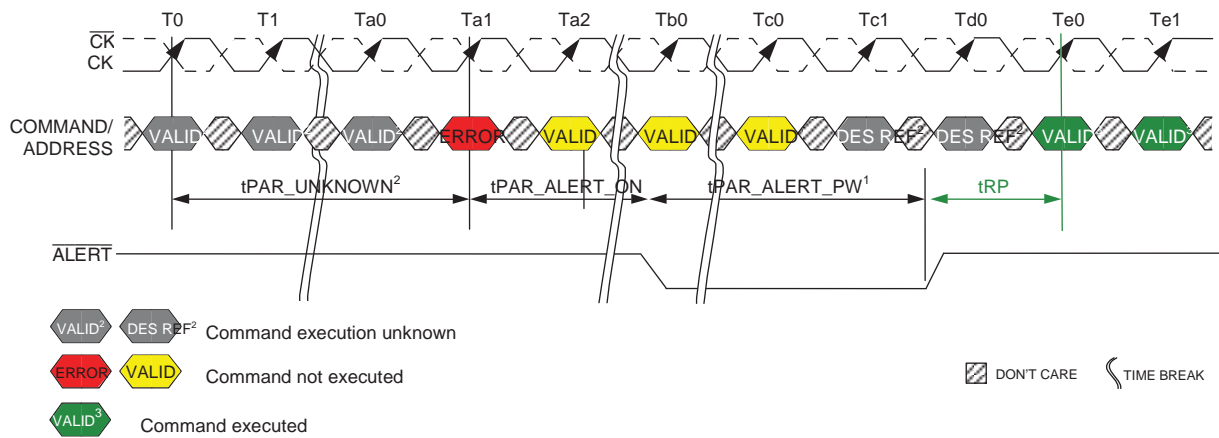 T0 T1 Ta0 Ta1 Ta2 Tb0 Tc0 Tc1 Td0 Te0 Te1
CK
CK
COMMAND/
ADDRESS
VALID² VALID² VALID² ERROR VALID VALID VALID DES REF² DES REF² VALID³ VALID³
tPAR_UNKNOWN² tPAR_ALERT_ON tPAR_ALERT_PW¹ tRP
ALERT
VALID² DES REF² Command execution unknown
ERROR VALID Command not executed
DON'T CARE TIME BREAK
VALID³ Command executed